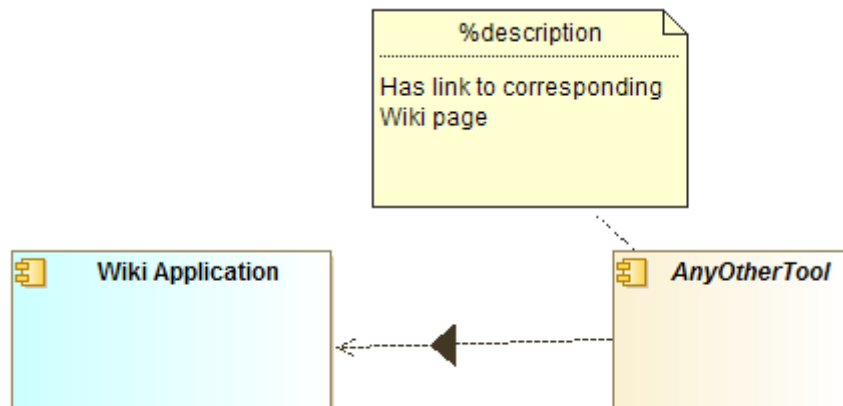 %description
Has link to corresponding
Wiki page
Wiki Application
AnyOtherTool